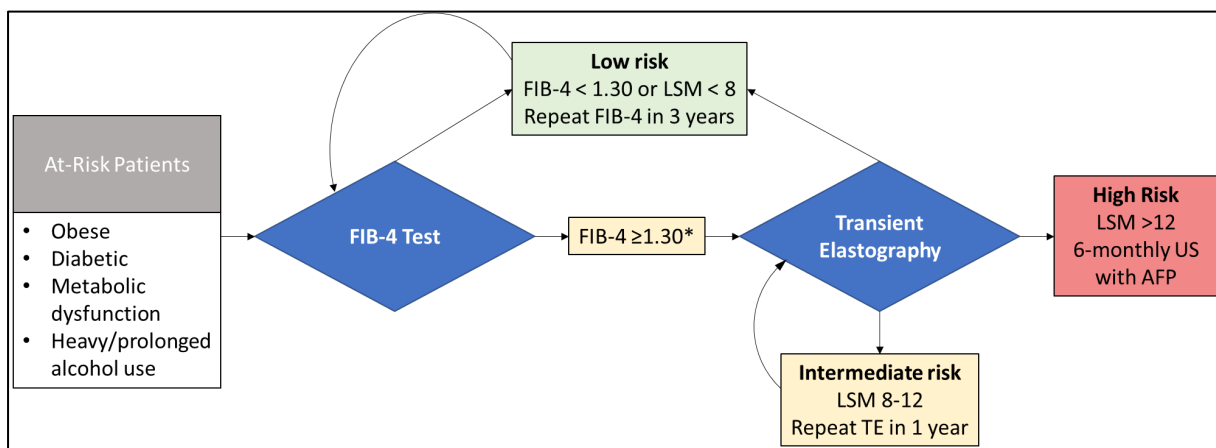 At-Risk Patients
• Obese
• Diabetic
• Metabolic
dysfunction
• Heavy/prolonged
alcohol use
FIB-4 Test
Low risk
FIB-4 < 1.30 or LSM < 8
Repeat FIB-4 in 3 years
FIB-4 ≥1.30*
Transient
Elastography
Intermediate risk
LSM 8-12
Repeat TE in 1 year
High Risk
LSM >12
6-monthly US
with AFP